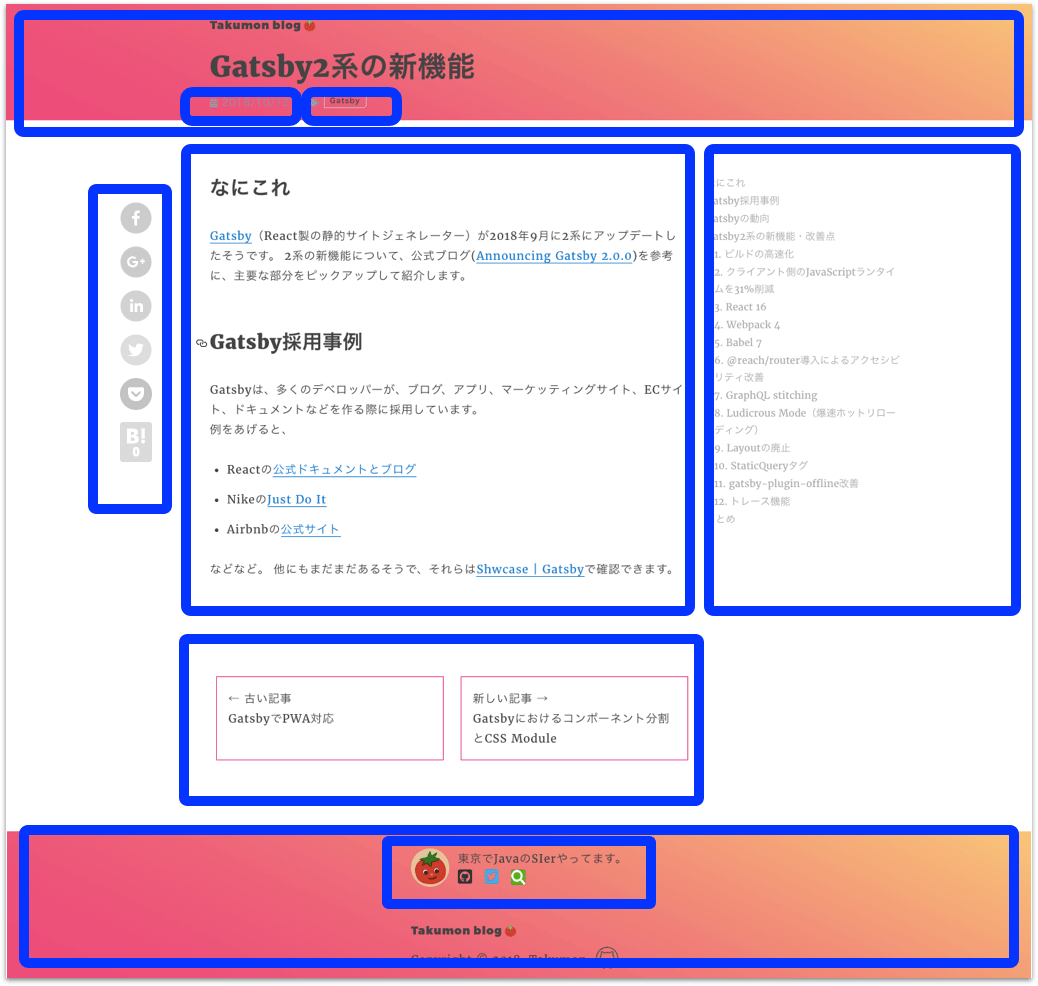 Takumon blog
Gatsby2系の新機能
Gatsby
B!
0
なにこれ
Gatsby（React製の静的サイトジェネレーター）が2018年9月に2系にアップデートし
たそうです。 2系の新機能について、公式ブログ(Announcing Gatsby 2.0.0)を参考
に、主要な部分をピックアップして紹介します。
Gatsby採用事例
Gatsbyは、多くのデベロッパーが、ブログ、アプリ、マーケッティングサイト、ECサイ
ト、ドキュメントなどを作る際に採用しています。
例をあげると、
• Reactの公式ドキュメントとブログ
• NikeのJust Do It
• Airbnbの公式サイト
などなど。 他にもまだまだあるそうで、それらはShwcase | Gatsbyで確認できます。
にこれ
atsby採用事例
atsbyの動向
atsby2系の新機能・改善点
1. ビルドの高速化
2. クライアント側のJavaScriptランタイ
ムを31%削減
3. React 16
4. Webpack 4
5. Babel 7
6. @reach/router導入によるアクセシビ
リティ改善
7. GraphQL stitching
8. Ludicrous Mode（爆速ホットリロー
ディング）
9. Layoutの廃止
10. StaticQueryタグ
11. gatsby-plugin-offline改善
12. トレース機能
とめ
← 古い記事
GatsbyでPWA対応
新しい記事 →
Gatsbyにおけるコンポーネント分割
とCSS Module
東京でJavaのSIerやってます。
Takumon blog
Copyright © 2018. Takumon